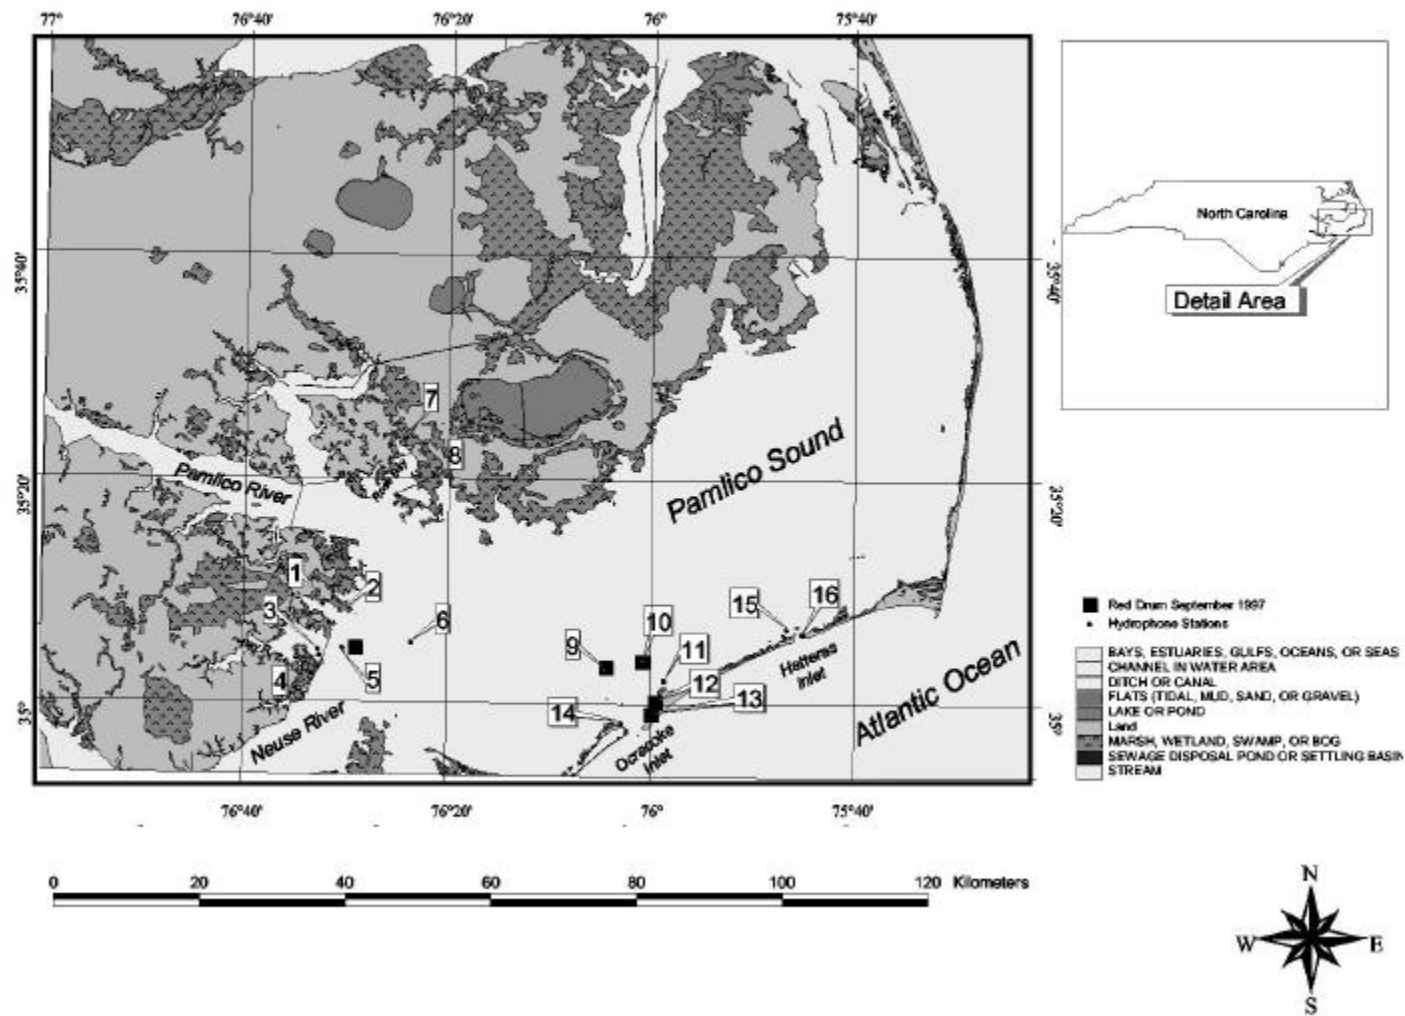 77° 76°40' 76°20' 76° 75°40'
North Carolina
Detail Area
35°40' 35°40'
7
8
Pamlico Sound
Pamlico River
35°20' 35°20'
1
2
3
6
15 16
10
9
11
Hatteras
Inlet
4
5
12
13
14
Atlantic Ocean
35° 35°
Neuse River
Ocracoke
Inlet
76°40' 76°20' 76° 75°40'
Red Drum September 1997
Hydrophone Stations
BAYS, ESTUARIES, GULFS, OCEANS, OR SEAS
CHANNEL IN WATER AREA
DITCH OR CANAL
FLATS (TIDAL, MUD, SAND, OR GRAVEL)
LAKE OR POND
Land
MARSH, WETLAND, SWAMP, OR BOG
SEWAGE DISPOSAL POND OR SETTLING BASIN
STREAM
0 20 40 60 80 100 120 Kilometers
N
W E
S